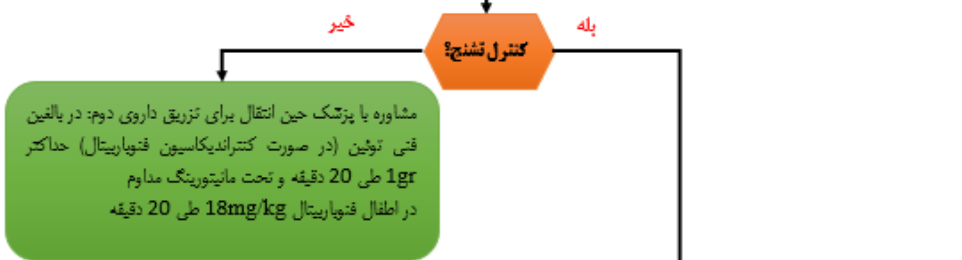 بله
خیر
کنترل تشنج؟
مشاوره با پزشک حین انتقال برای تزریق داروی دوم: در بالغین
فنی توئین (در صورت کنتراندیکاسیون فنوباربیتال) حداکثر
1gr طی 20 دقیقه و تحت مانیتورینگ مداوم
در اطفال فنوباربیتال 18mg/kg طی 20 دقیقه